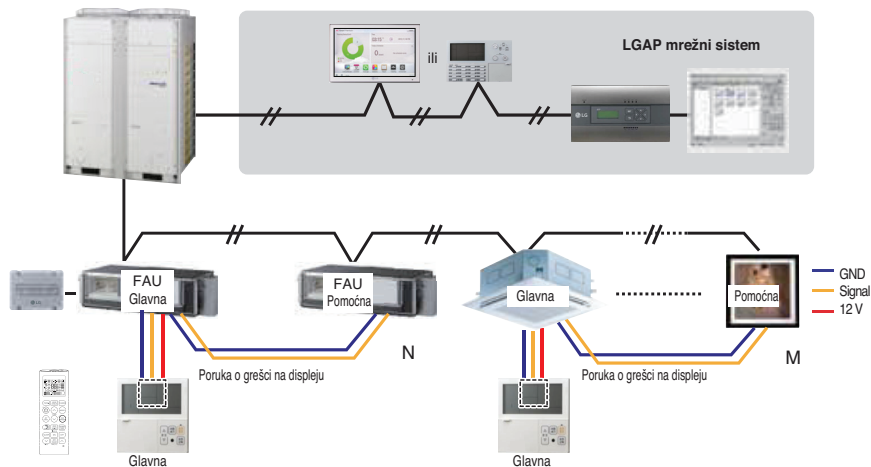 LGAP mrežni sistem
ili
LG
FAU
Glavna
FAU
Pomoćna
Glavna
Pomoćna
GND
Signal
12 V
N
M
Poruka o grešci na displeju
Poruka o grešci na displeju
Glavna
Glavna